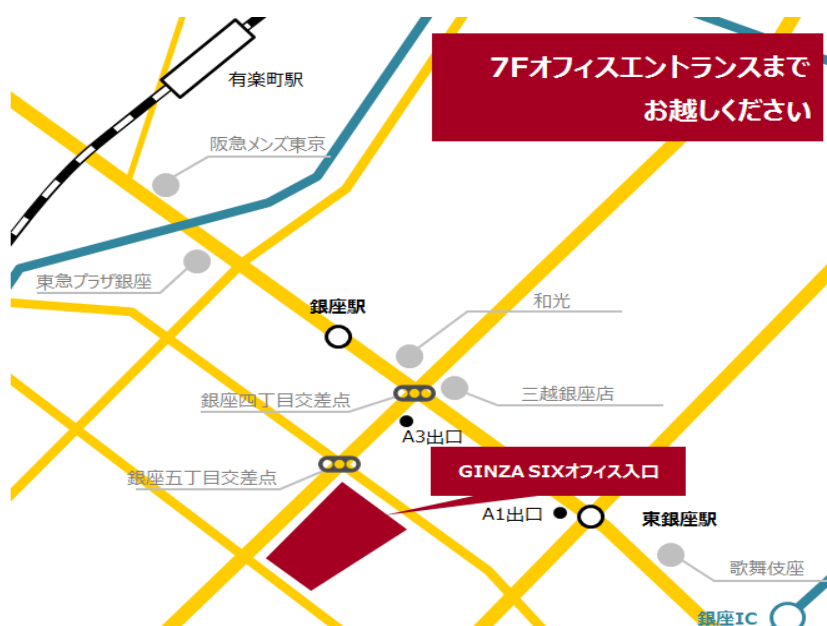 7Fオフィスエントランスまで
お越しください
有楽町駅
阪急メンズ東京
東急プラザ銀座
銀座駅
和光
銀座四丁目交差点
三越銀座店
A3出口
銀座五丁目交差点
GINZA SIXオフィス入口
A1出口
東銀座駅
歌舞伎座
銀座IC